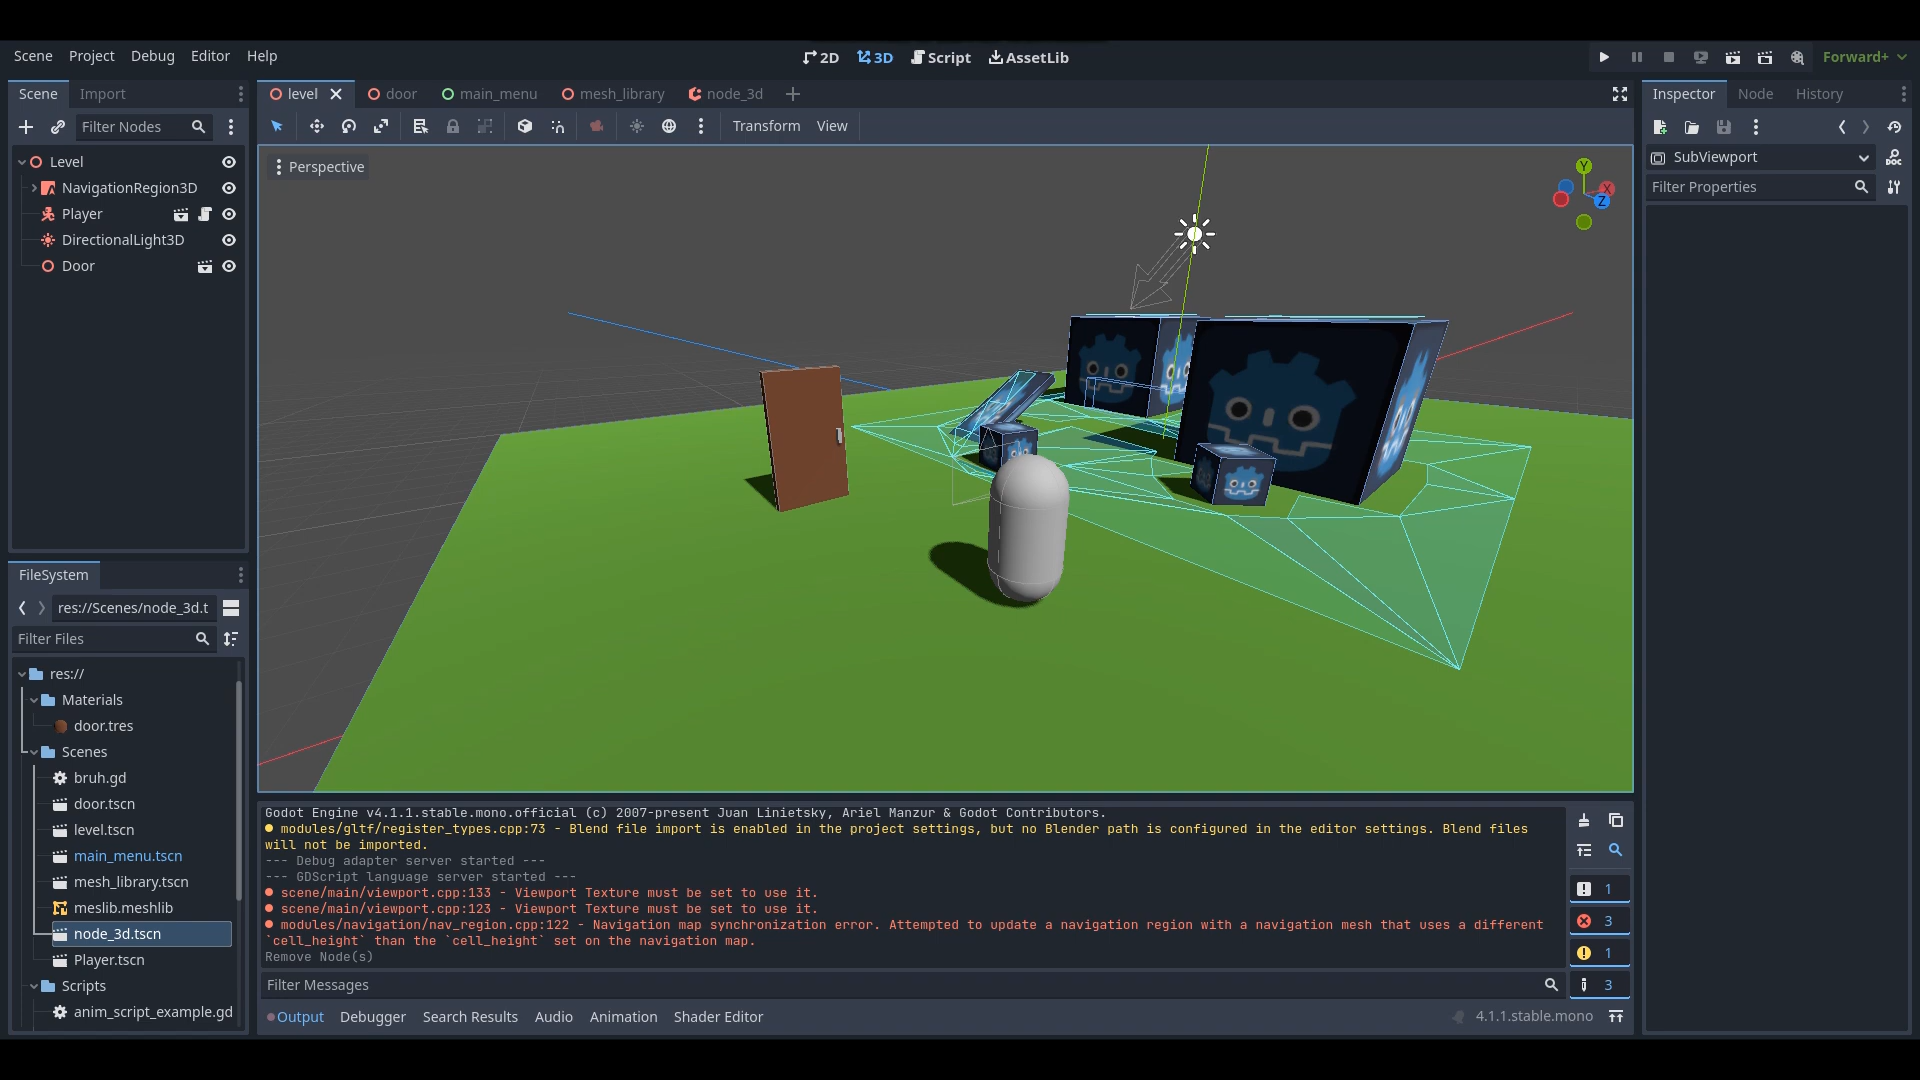 Scene Project Debug Editor Help
2D 3D Script AssetLib
Forward+
Scene Import
Filter Nodes
Level
NavigationRegion3D
Player
DirectionalLight3D
Door
level door main_menu mesh_library node_3d
Transform View
Perspective
Y
X
Z
Inspector Node History
SubViewport
DOC
Filter Properties
FileSystem
res://Scenes/node_3d.t
Filter Files
res://
Materials
door.tres
Scenes
bruh.gd
door.tscn
level.tscn
main_menu.tscn
mesh_library.tscn
meslib.meshlib
node_3d.tscn
Player.tscn
Scripts
anim_script_example.gd
Godot Engine v4.1.1.stable.mono.official (c) 2007-present Juan Linietsky, Ariel Manzur & Godot Contributors.
modules/gltf/register_types.cpp:73 - Blend file import is enabled in the project settings, but no Blender path is configured in the editor settings. Blend files
will not be imported.
--- Debug adapter server started ---
--- GDScript language server started ---
scene/main/viewport.cpp:133 - Viewport Texture must be set to use it.
scene/main/viewport.cpp:123 - Viewport Texture must be set to use it.
modules/navigation/nav_region.cpp:122 - Navigation map synchronization error. Attempted to update a navigation region with a navigation mesh that uses a different
`cell_height` than the `cell_height` set on the navigation map.
Remove Node(s)
1
3
1
3
Filter Messages
Output Debugger Search Results Audio Animation Shader Editor
4.1.1.stable.mono